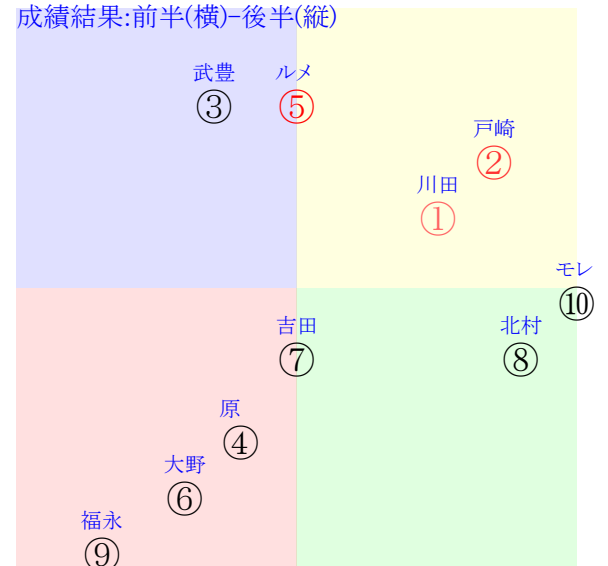 成績結果:前半(横)-後半(縦)
武豊
③
ルメ
⑤
戸崎
②
川田
①
モレ
⑩
吉田
⑦
北村
⑧
原
④
大野
⑥
福永
⑨